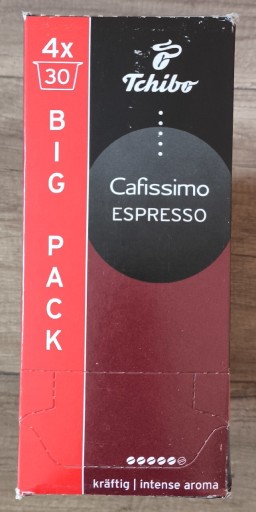 4x
30
BIG PACK
Tchibo
Cafissimo
ESPRESSO
kräftig | intense aroma